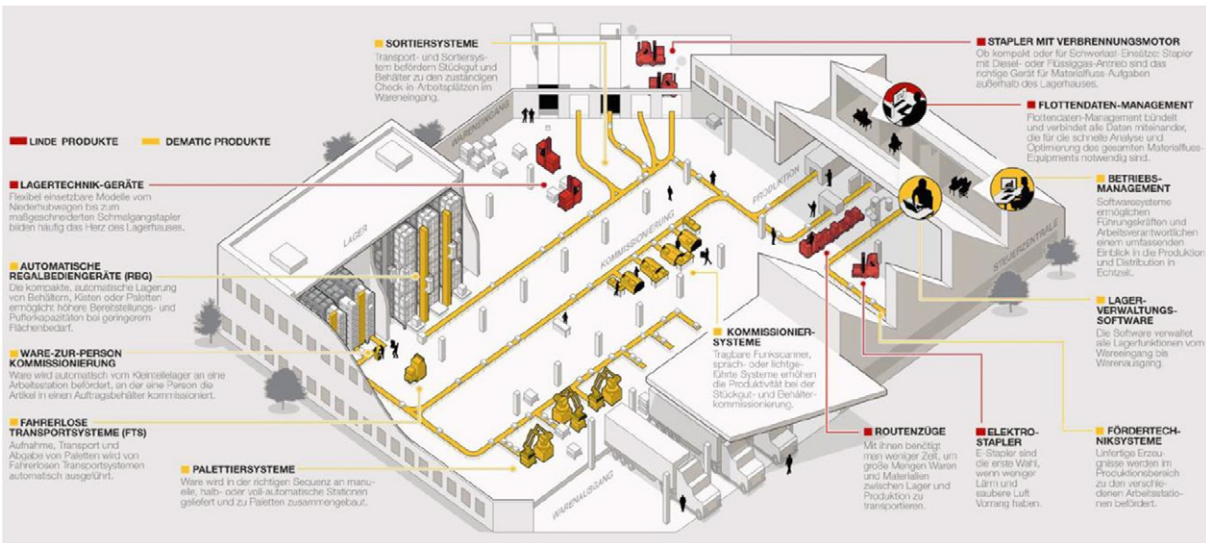 SORTIERSYSTEME
Transport- und Sortiersys-
tem befördern Stückgut und
Behälter zu den zuständigen
Check-in-Arbeitsplätzen im
Wareneingang.
STAPLER MIT VERBRENNUNGSMOTOR
Ob kompakt oder für Schwerlast-Einsätze: Stapler
mit Diesel- oder Flüssiggas-Antrieb sind das
richtige Gerät für Materialfluss-Aufgaben
außerhalb des Lagerhauses.
FLOTTENDATEN-MANAGEMENT
Flottendaten-Management bündelt
und verbindet alle Daten miteinander,
die für die schnelle Analyse und
Optimierung des gesamten Materialfluss-
Equipments notwendig sind.
LINDE PRODUKTE
DEMATIC PRODUKTE
WARENEINGANG
LAGERTECHNIK-GERÄTE
Flexibel einsetzbare Modelle vom
Niederhubwagen bis zum
maßgeschneiderten Schmalgangstapler
bilden häufig das Herz des Lagerhauses.
PRODUKTION
BETRIEBS-
MANAGEMENT
Softwaresysteme
ermöglichen
Führungskräften und
Arbeitsverantwortlichen
einem umfassenden
Einblick in die Produktion
und Distribution in
Echtzeit.
LAGER
KOMMISSIONIERUNG
STEUERZENTRALE
AUTOMATISCHE
REGALBEDIENGERÄTE (RBG)
Die kompakte, automatische Lagerung
von Behältern, Kisten oder Paletten
ermöglicht höhere Bereitstellungs- und
Pufferkapazitäten bei geringerem
Flächenbedarf.
LAGER-
VERWALTUNGS-
SOFTWARE
Die Software verwaltet
alle Lagerfunktionen vom
Wareneingang bis
Warenausgang.
KOMMISSIONIER-
SYSTEME
Tragbare Funkscanner,
sprach- oder lichtge-
führte Systeme erhöhen
die Produktivität bei der
Stückgut- und Behälter-
kommissionierung.
WARE-ZUR-PERSON
KOMMISSIONIERUNG
Ware wird automatisch vom Kleinteilelager an eine
Arbeitsstation befördert, an der eine Person die
Artikel in einen Auftragsbehälter kommissioniert.
FAHRERLOSE
TRANSPORTSYSTEME (FTS)
Aufnahme, Transport und
Abgabe von Paletten wird von
Fahrerlosen Transportsystemen
automatisch ausgeführt.
PALETTIERSYSTEME
Ware wird in der richtigen Sequenz an manu-
elle, halb- oder voll-automatische Stationen
geliefert und zu Paletten zusammengebaut.
WARENAUSGANG
ROUTENZÜGE
Mit ihnen benötigt
man weniger Zeit, um
große Mengen Waren
und Materialien
zwischen Lager und
Produktion zu
transportieren.
ELEKTRO-
STAPLER
E-Stapler sind
die erste Wahl,
wenn weniger
Lärm und
saubere Luft
Vorrang haben.
FÖRDERTECH-
NIKSYSTEME
Unfertige Erzeu-
gnisse werden im
Produktionsbereich
zu den verschie-
denen Arbeitsstatio-
nen befördert.